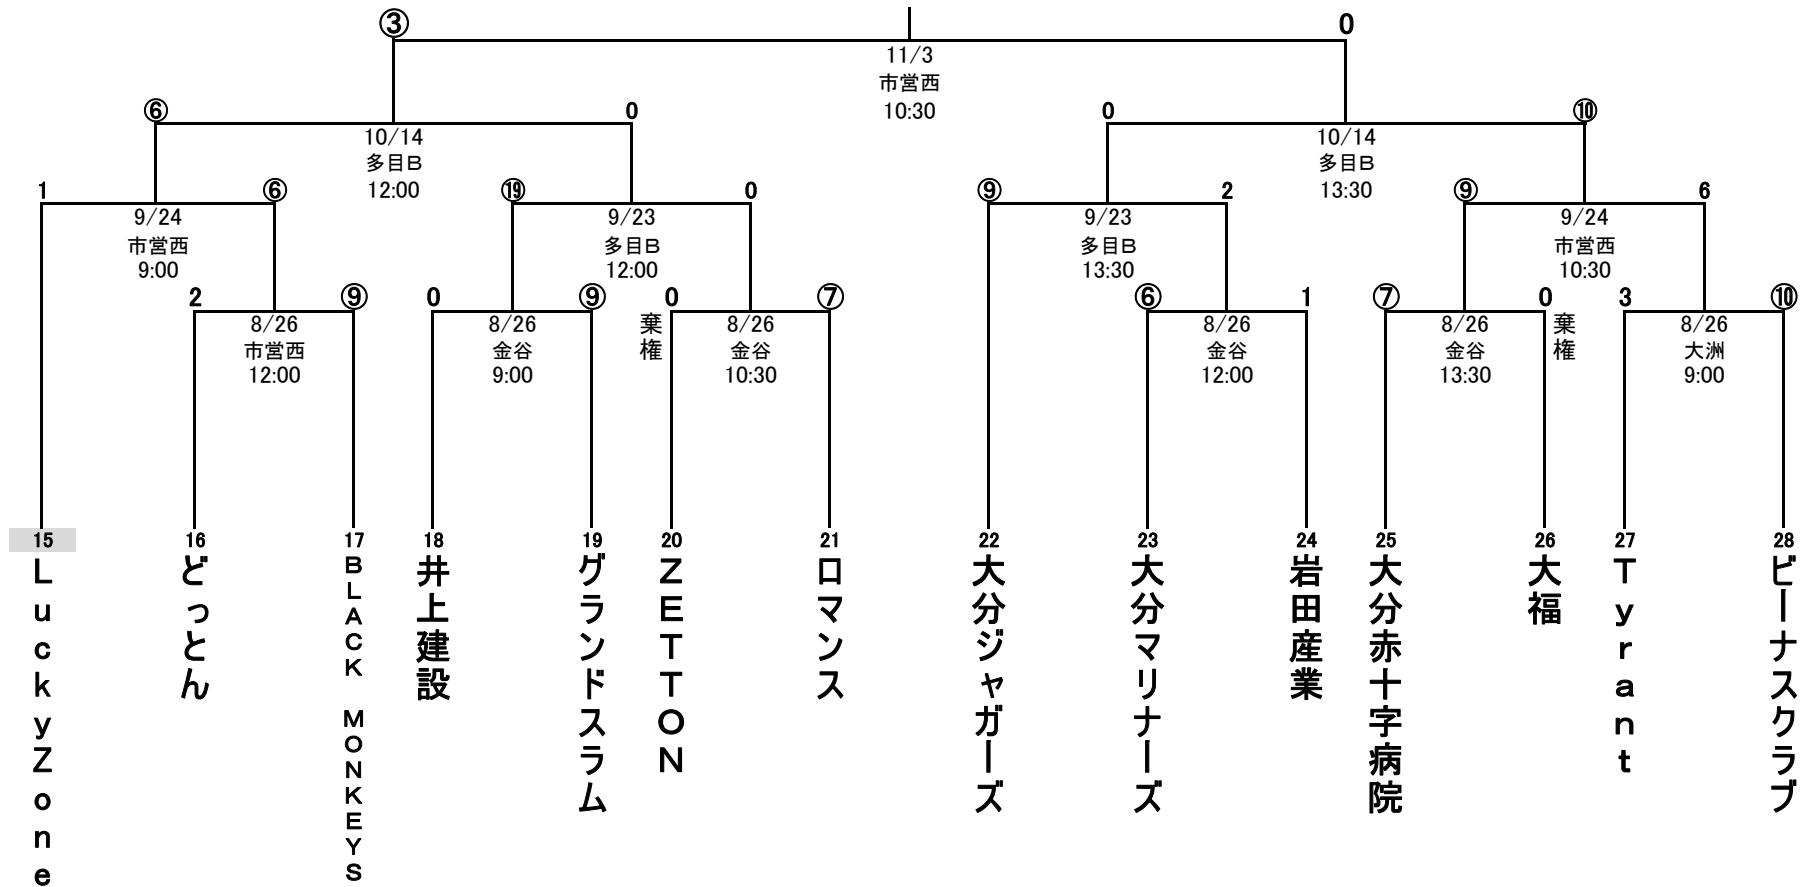 ③ 0
11/3
市営西
10:30
⑥ 0 0 ⑩
10/14 10/14
多目B 多目B
12:00 13:30
1 ⑥ ⑲ 0 ⑨ 2 ⑨ 6
9/24 9/23 9/23 9/24
市営西 多目B 多目B 市営西
9:00 12:00 13:30 10:30
2 ⑨ 0 ⑨ 0 ⑦ ⑥ 1 ⑦ 0 3 ⑩
棄権 棄権
8/26 8/26 8/26 8/26 8/26 8/26
市営西 金谷 金谷 金谷 金谷 大洲
12:00 9:00 10:30 12:00 13:30 9:00
15 16 17 18 19 20 21 22 23 24 25 26 27 28
LuckyZone
どっとん
BLACK MONKEYS
井上建設
グランドスラム
ZETTON
ロマンス
大分ジャガーズ
大分マリナーズ
岩田産業
大分赤十字病院
大福
Tyrant
ビーナスクラブ